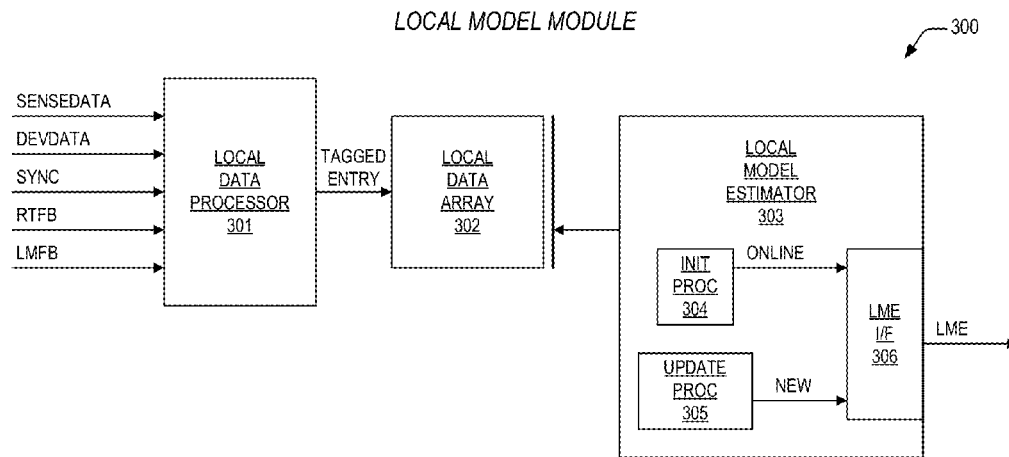 LOCAL MODEL MODULE
300
SENSEDATA
DEVDATA
SYNC
RTFB
LMFB
LOCAL
DATA
PROCESSOR
301
TAGGED
ENTRY
LOCAL
DATA
ARRAY
302
LOCAL
MODEL
ESTIMATOR
303
INIT
PROC
304
ONLINE
UPDATE
PROC
305
NEW
LME
I/F
306
LME